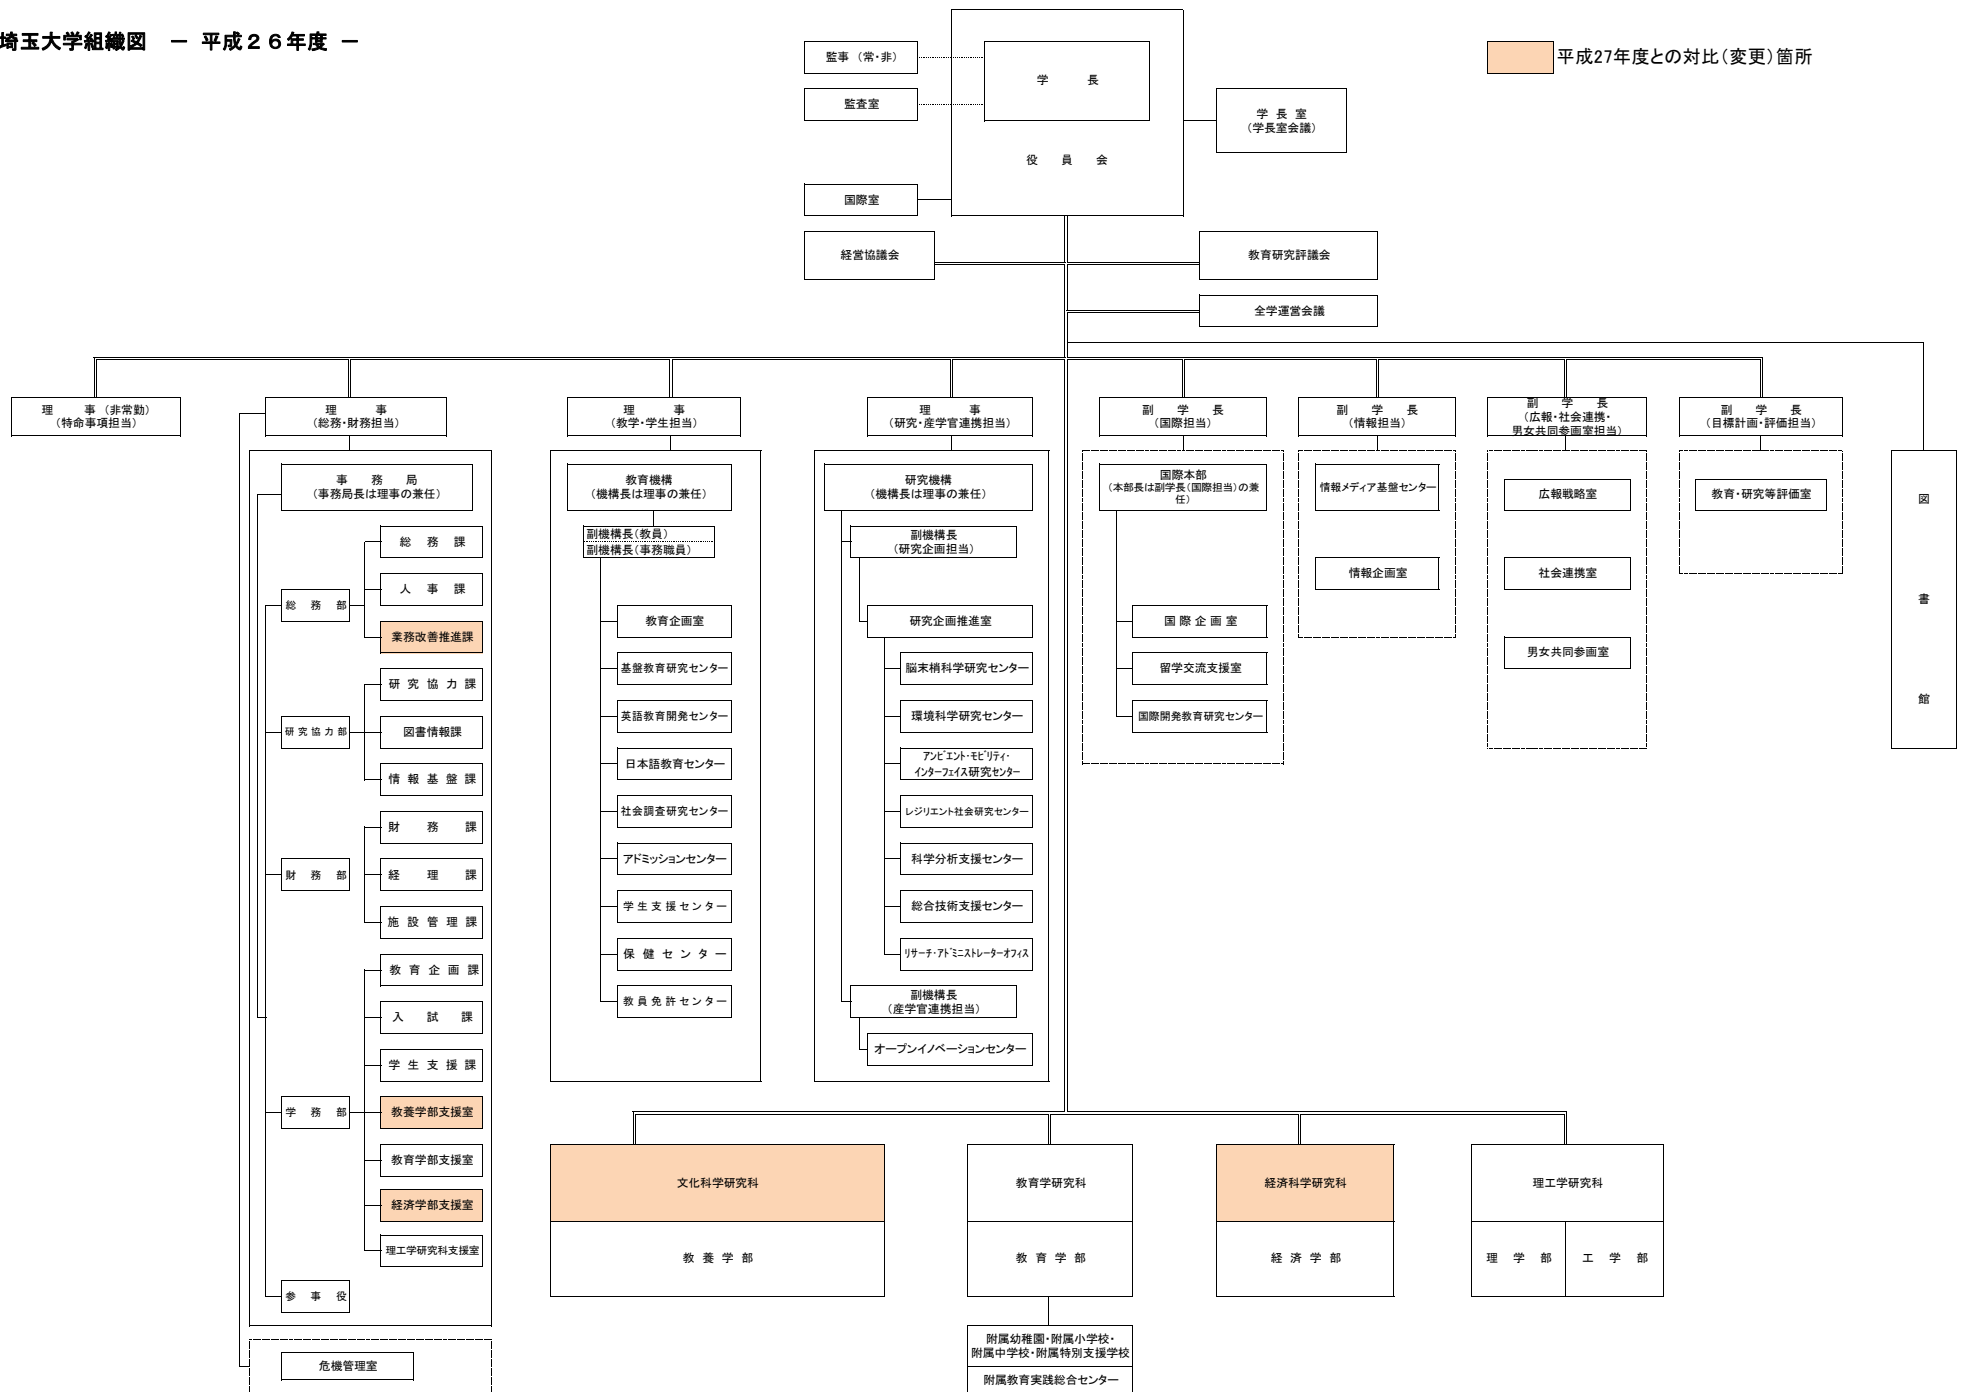 埼玉大学組織図　－ 平成２６年度 －
平成27年度との対比(変更)箇所
監事 (常・非)
監査室
学　長
役　員　会
学 長 室
(学長室会議)
国際室
経営協議会
教育研究評議会
全学運営会議
理　事 (非常勤)
(特命事項担当)
理　事
(総務・財務担当)
理　事
(教学・学生担当)
理　事
(研究・産学官連携担当)
副　学　長
(国際担当)
副　学　長
(情報担当)
副　学　長
(広報・社会連携・
男女共同参画室担当)
副　学　長
(目標計画・評価担当)
事　務　局
(事務局長は理事の兼任)
総　務　部
総　務　課
人　事　課
業務改善推進課
研究協力部
研究協力課
図書情報課
情報基盤課
財　務　部
財　務　課
経　理　課
施設管理課
学　務　部
教育企画課
入　試　課
学生支援課
教養学部支援室
教育学部支援室
経済学部支援室
理工学研究科支援室
参　事　役
危機管理室
教育機構
(機構長は理事の兼任)
副機構長(教員)
副機構長(事務職員)
教育企画室
基盤教育研究センター
英語教育開発センター
日本語教育センター
社会調査研究センター
アドミッションセンター
学生支援センター
保健センター
教員免許センター
研究機構
(機構長は理事の兼任)
副機構長
(研究企画担当)
研究企画推進室
脳末梢科学研究センター
環境科学研究センター
アンビエント・モビリティ・
インターフェイス研究センター
レジリエント社会研究センター
科学分析支援センター
総合技術支援センター
リサーチ・アドミニストレーターオフィス
副機構長
(産学官連携担当)
オープンイノベーションセンター
国際本部
(本部長は副学長(国際担当)の兼
任)
国際企画室
留学交流支援室
国際開発教育研究センター
情報メディア基盤センター
情報企画室
広報戦略室
社会連携室
男女共同参画室
教育・研究等評価室
図
書
館
文化科学研究科
教養学部
教育学研究科
教育学部
附属幼稚園・附属小学校・
附属中学校・附属特別支援学校
附属教育実践総合センター
経済科学研究科
経済学部
理工学研究科
理　学　部
工　学　部